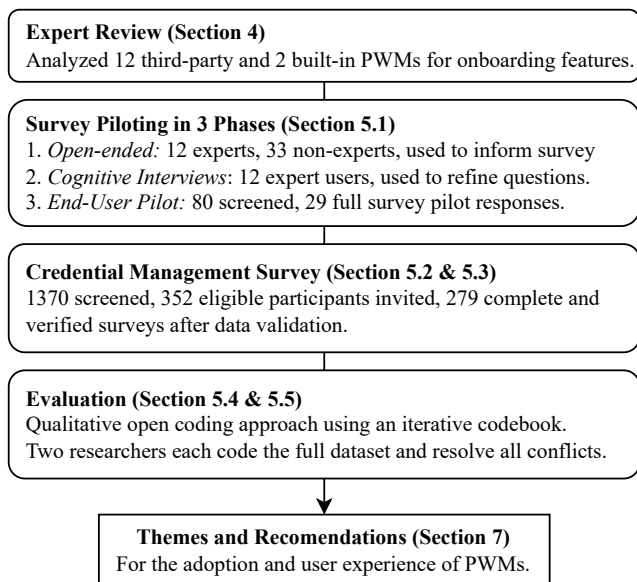 Expert Review (Section 4)
Analyzed 12 third-party and 2 built-in PWMs for onboarding features.
Survey Piloting in 3 Phases (Section 5.1)
1. Open-ended: 12 experts, 33 non-experts, used to inform survey
2. Cognitive Interviews: 12 expert users, used to refine questions.
3. End-User Pilot: 80 screened, 29 full survey pilot responses.
Credential Management Survey (Section 5.2 & 5.3)
1370 screened, 352 eligible participants invited, 279 complete and
verified surveys after data validation.
Evaluation (Section 5.4 & 5.5)
Qualitative open coding approach using an iterative codebook.
Two researchers each code the full dataset and resolve all conflicts.
Themes and Recomendations (Section 7)
For the adoption and user experience of PWMs.